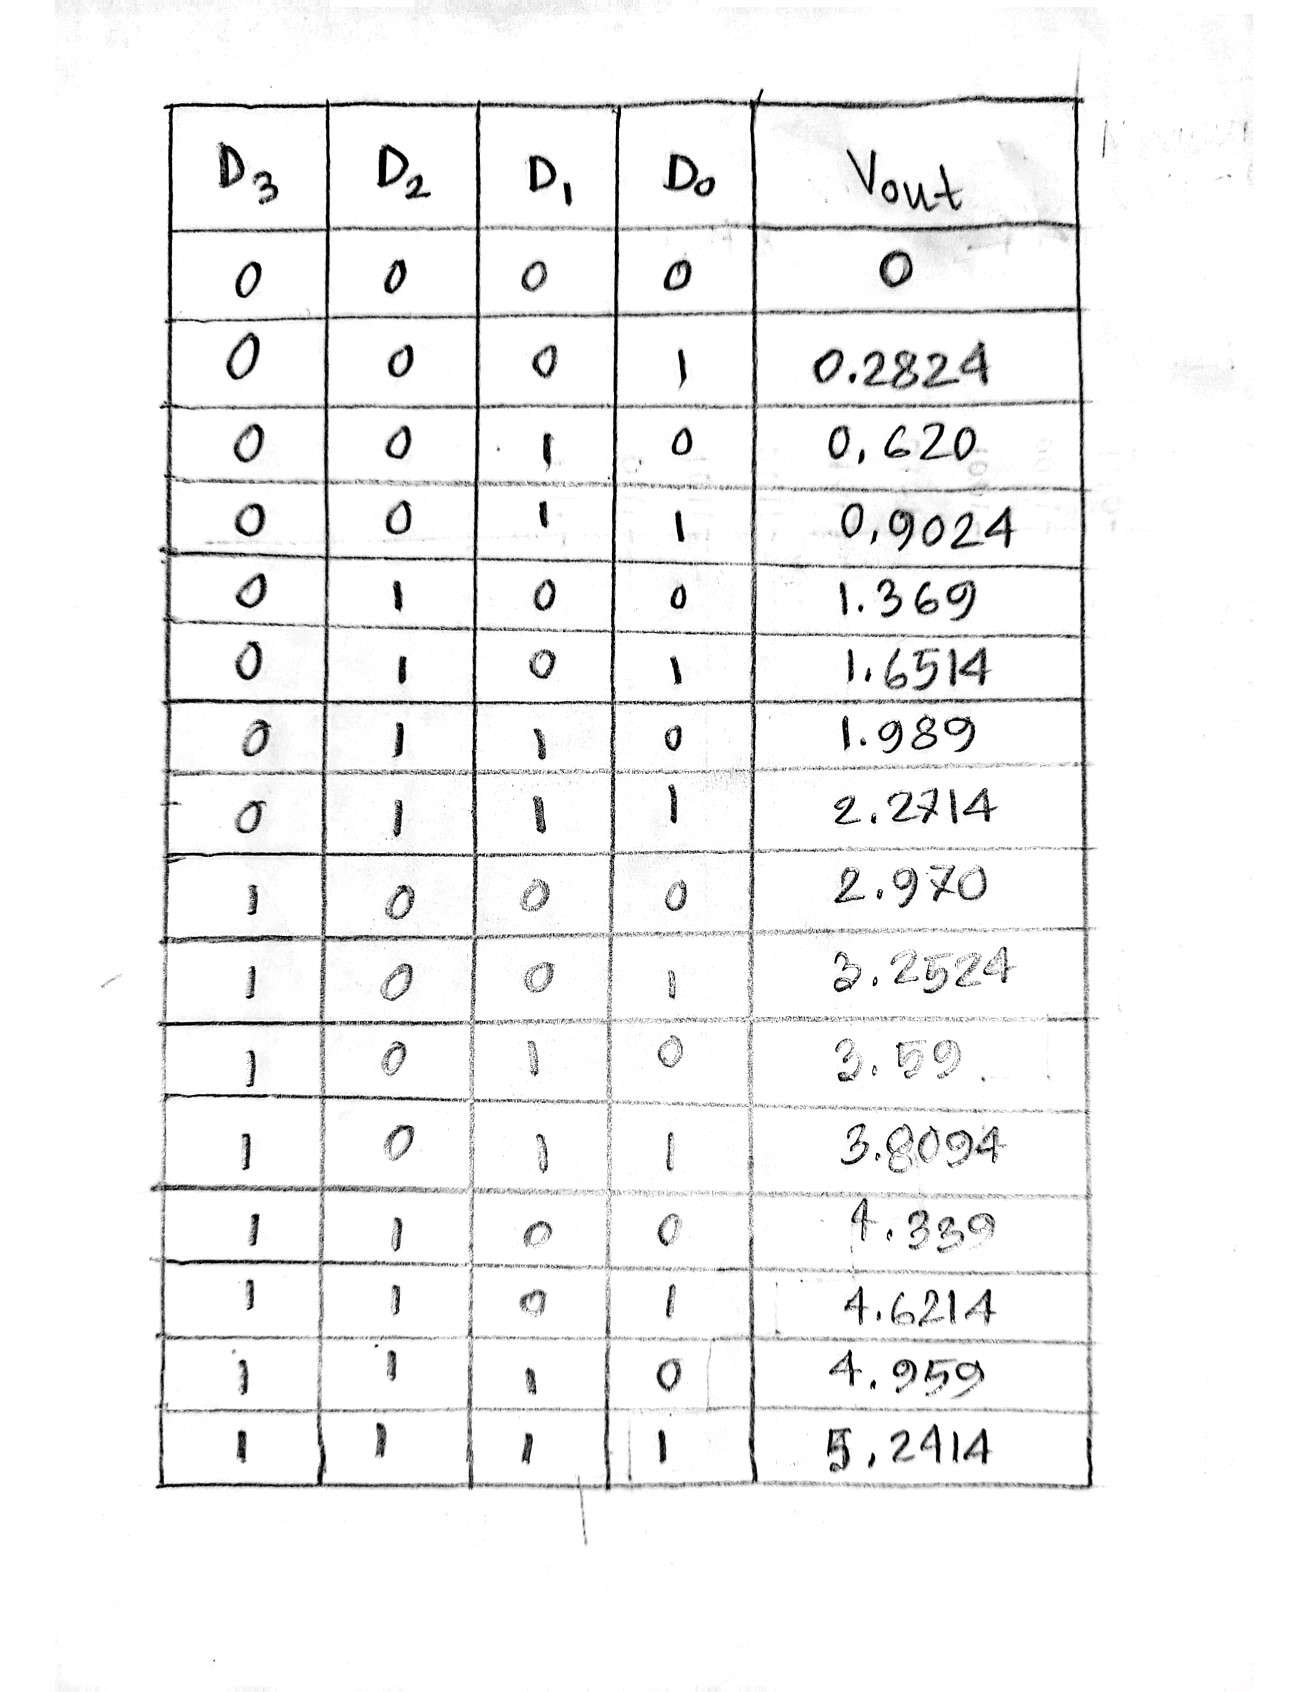 D3 D2 D1 D0 Vout
0 0 0 0 0
0 0 0 1 0.2824
0 0 1 0 0,620
0 0 1 1 0,9024
0 1 0 0 1.369
0 1 0 1 1.6514
0 1 1 0 1.989
0 1 1 1 2.2714
1 0 0 0 2.970
1 0 0 1 3.2524
1 0 1 0 3.59
1 0 1 1 3.8094
1 1 0 0 4.339
1 1 0 1 4.6214
1 1 1 0 4.959
1 1 1 1 5,2414